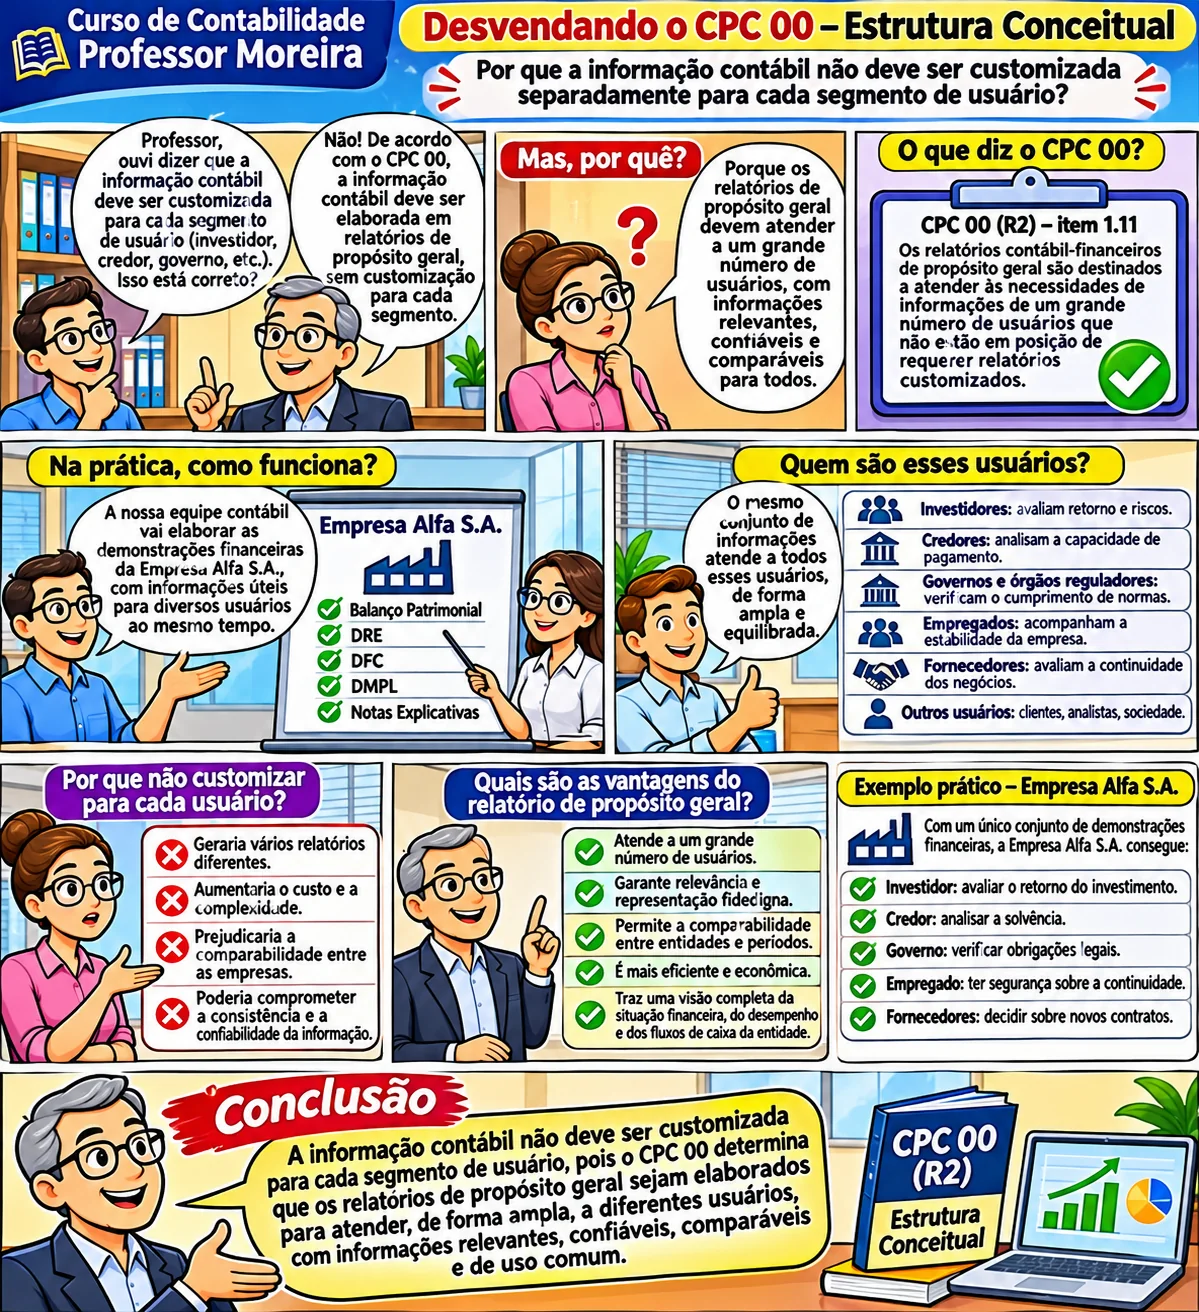 Curso de Contabilidade
Professor Moreira
Desvendando o CPC 00 – Estrutura Conceitual
Por que a informação contábil não deve ser customizada
separadamente para cada segmento de usuário?
Professor,
ouvi dizer que a
informação contábil
deve ser customizada
para cada segmento
de usuário (investidor,
credor, governo, etc.).
Isso está correto?
Não! De acordo
com o CPC 00,
a informação
contábil deve ser
elaborada em
relatórios de
propósito geral,
sem customização
para cada
segmento.
Mas, por quê?
?
Porque os
relatórios de
propósito geral
devem atender
a um grande
número de
usuários, com
informações
relevantes,
confiáveis e
comparáveis
para todos.
O que diz o CPC 00?
CPC 00 (R2) – item 1.11
Os relatórios contábil-financeiros
de propósito geral são destinados
a atender às necessidades de
informações de um grande
número de usuários que
não estão em posição de
requerer relatórios
customizados.
Na prática, como funciona?
A nossa equipe contábil
vai elaborar as
demonstrações financeiras
da Empresa Alfa S.A.,
com informações úteis
para diversos usuários
ao mesmo tempo.
Empresa Alfa S.A.
Balanço Patrimonial
DRE
DFC
DMPL
Notas Explicativas
Quem são esses usuários?
O mesmo
conjunto de
informações
atende a todos
esses usuários,
de forma
ampla e
equilibrada.
Investidores: avaliam retorno e riscos.
Credores: analisam a capacidade de
pagamento.
Governos e órgãos reguladores:
verificam o cumprimento de normas.
Empregados: acompanham a
estabilidade da empresa.
Fornecedores: avaliam a continuidade
dos negócios.
Outros usuários: clientes, analistas, sociedade.
Por que não customizar
para cada usuário?
Geraria vários relatórios
diferentes.
Aumentaria o custo e a
complexidade.
Prejudicaria a
comparabilidade entre
as empresas.
Poderia comprometer
a consistência e a
confiabilidade da informação.
Quais são as vantagens do
relatório de propósito geral?
Atende a um grande
número de usuários.
Garante relevância e
representação fidedigna.
Permite a comparabilidade
entre entidades e períodos.
É mais eficiente e econômica.
Traz uma visão completa da
situação financeira, do desempenho
e dos fluxos de caixa da entidade.
Exemplo prático – Empresa Alfa S.A.
Com um único conjunto de demonstrações
financeiras, a Empresa Alfa S.A. consegue:
Investidor: avaliar o retorno do investimento.
Credor: analisar a solvência.
Governo: verificar obrigações legais.
Empregado: ter segurança sobre a continuidade.
Fornecedores: decidir sobre novos contratos.
Conclusão
A informação contábil não deve ser customizada
para cada segmento de usuário, pois o CPC 00 determina
que os relatórios de propósito geral sejam elaborados
para atender, de forma ampla, a diferentes usuários,
com informações relevantes, confiáveis, comparáveis
e de uso comum.
CPC 00
(R2)
Estrutura
Conceitual